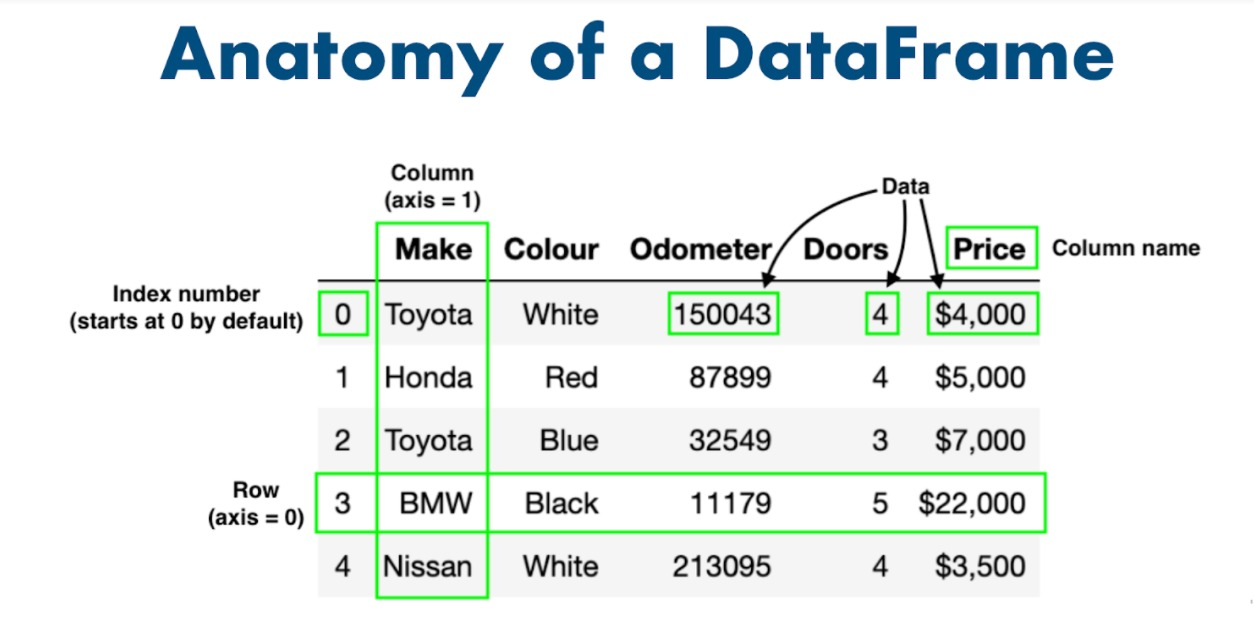 Anatomy of a DataFrame
Column
(axis = 1)
Data
Make Colour Odometer Doors Price Column name
Index number
(starts at 0 by default)
0 Toyota White 150043 4 $4,000
1 Honda Red 87899 4 $5,000
2 Toyota Blue 32549 3 $7,000
Row
(axis = 0)
3 BMW Black 11179 5 $22,000
4 Nissan White 213095 4 $3,500